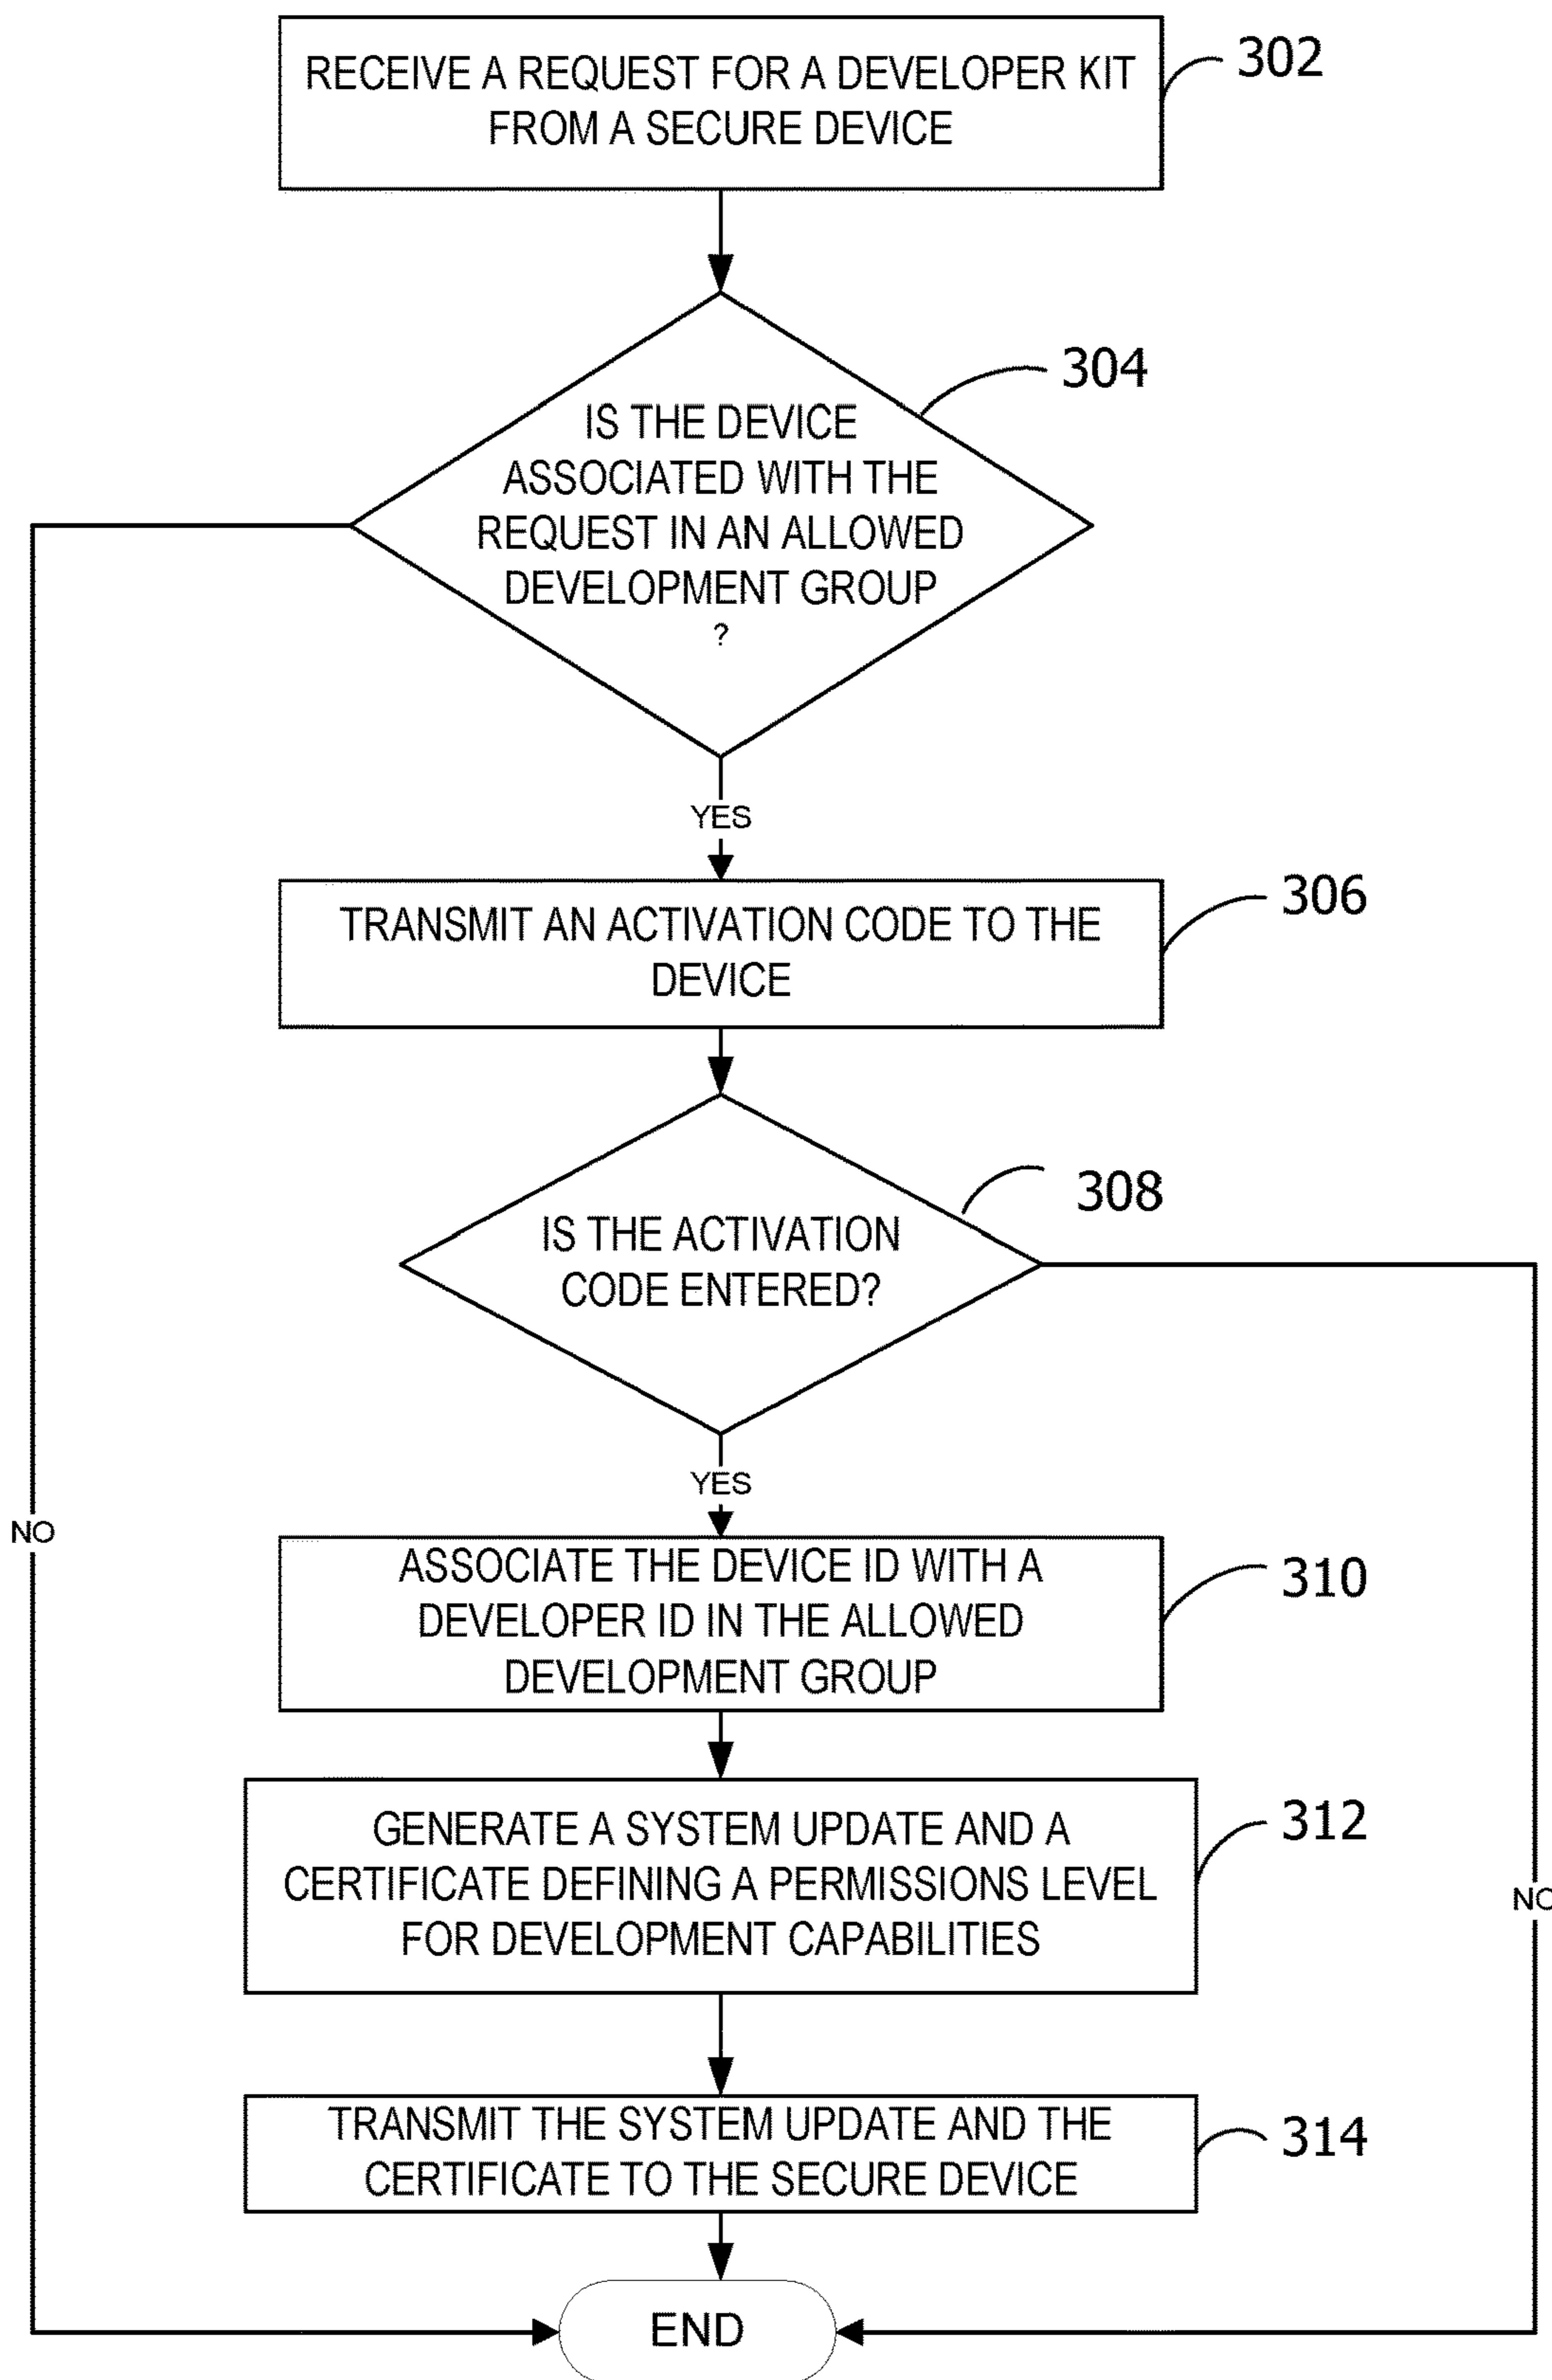 RECEIVE A REQUEST FOR A DEVELOPER KIT
FROM A SECURE DEVICE
302
304
IS THE DEVICE
ASSOCIATED WITH THE
REQUEST IN AN ALLOWED
DEVELOPMENT GROUP
?
YES
306
TRANSMIT AN ACTIVATION CODE TO THE
DEVICE
308
IS THE ACTIVATION
CODE ENTERED?
YES
NO
310
ASSOCIATE THE DEVICE ID WITH A
DEVELOPER ID IN THE ALLOWED
DEVELOPMENT GROUP
312
GENERATE A SYSTEM UPDATE AND A
CERTIFICATE DEFINING A PERMISSIONS LEVEL
FOR DEVELOPMENT CAPABILITIES
NO
314
TRANSMIT THE SYSTEM UPDATE AND THE
CERTIFICATE TO THE SECURE DEVICE
END